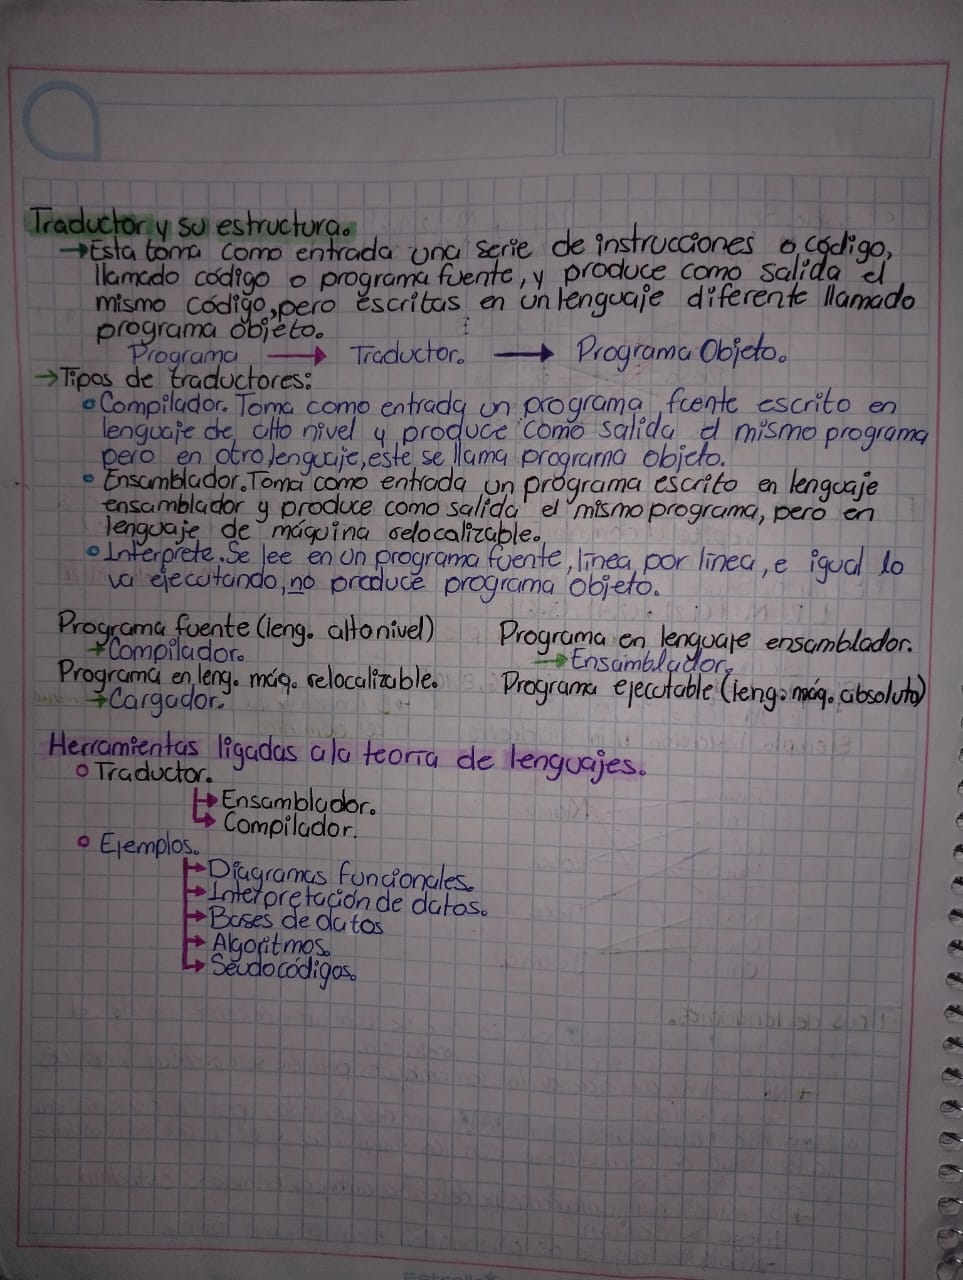 Traductor y su estructura.
→Esta toma como entrada una serie de instrucciones o código,
llamado código o programa fuente, y produce como salida el
mismo código, pero escritas en un lenguaje diferente llamado
programa objeto.
Programa → Traductor. → Programa Objeto.
→Tipos de traductores:
Compilador. Toma como entrada un programa fuente escrito en
lenguaje de alto nivel y produce como salida el mismo programa
pero en otro lenguaje, este se llama programa objeto.
Ensamblador. Toma como entrada un programa escrito en lenguaje
ensamblador y produce como salida el mismo programa, pero en
lenguaje de máquina relocalizable.
Interprete. Se lee en un programa fuente, linea por linea, e igual lo
va ejecutando, no produce programa objeto.
Programa fuente (leng. alto nivel)
→Compilador.
Programa en lenguaje ensamblador.
→Ensamblador.
Programa en leng. máq. relocalizable.
→Cargador.
Programa ejecutable (leng. máq. absoluto)
Herramientas ligadas a la teoría de lenguajes.
Traductor.
→Ensamblador.
→Compilador.
Ejemplos.
→Diagramas funcionales.
→Interpretación de datos.
→Bases de datos
→Algoritmos.
→Seudocódigos.